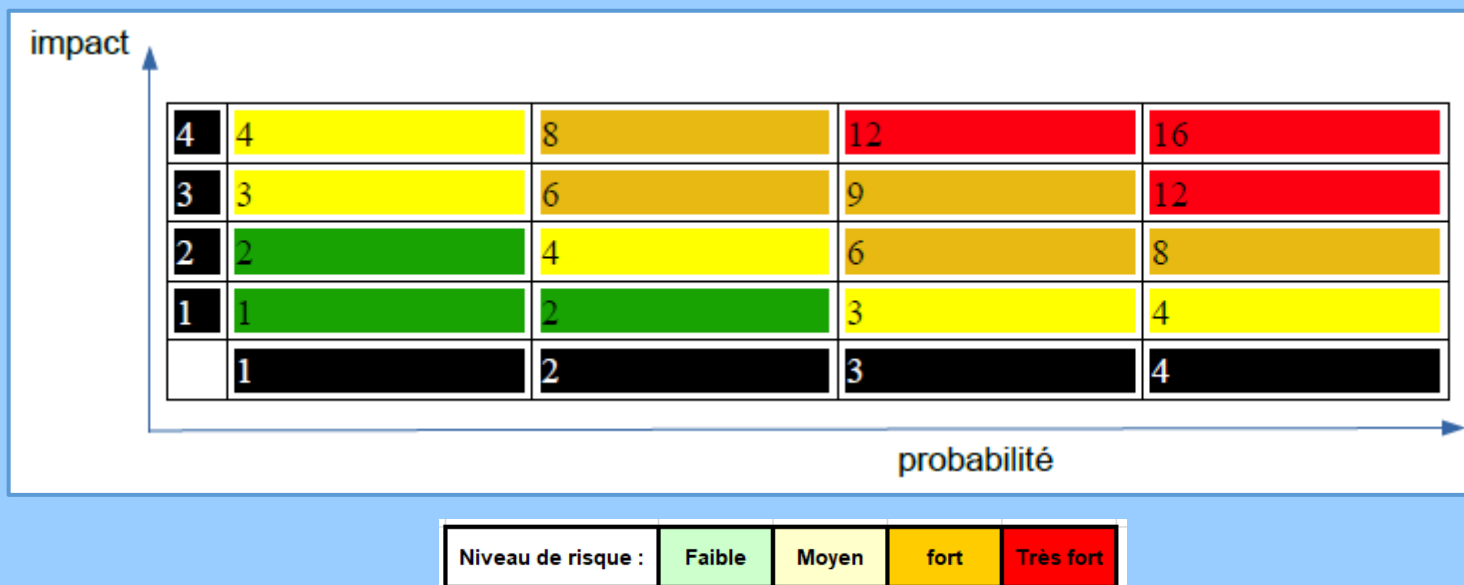 impact
4 4 8 12 16
3 3 6 9 12
2 2 4 6 8
1 1 2 3 4
1 2 3 4
probabilité
Niveau de risque : Faible Moyen fort Très fort